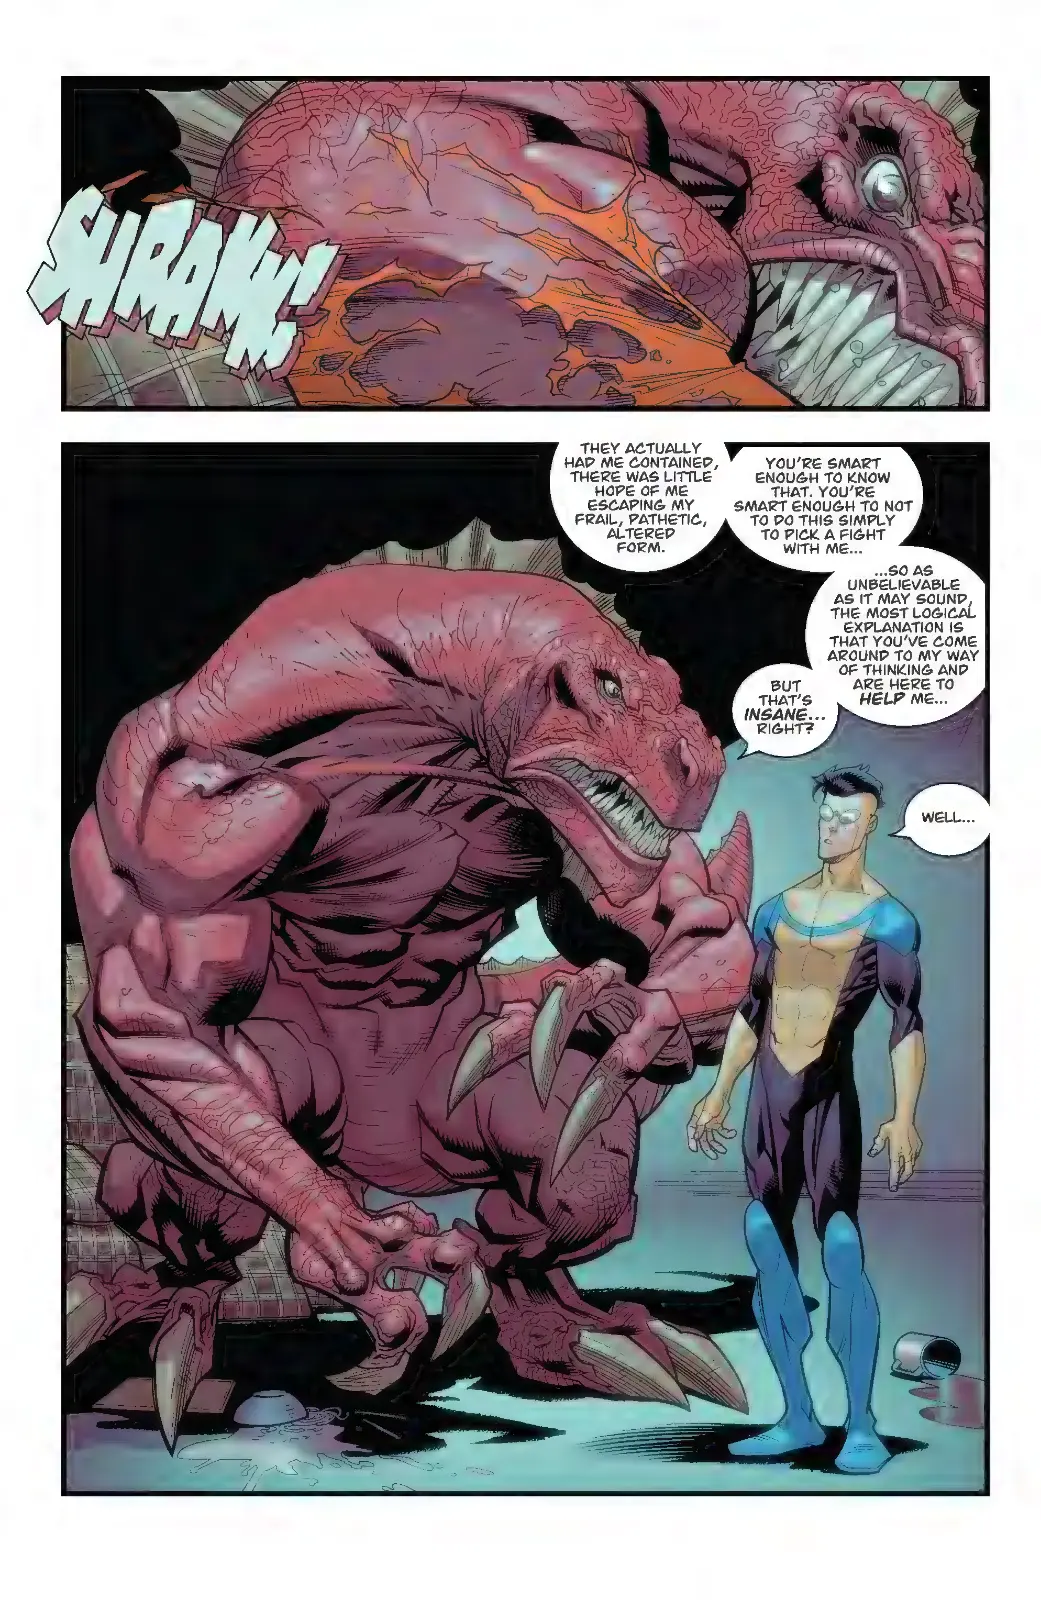 SHRAKK!
THEY ACTUALLY
HAD ME CONTAINED,
THERE WAS LITTLE
HOPE OF ME
ESCAPING MY
FRAIL, PATHETIC,
ALTERED
FORM.
YOU'RE SMART
ENOUGH TO KNOW
THAT. YOU'RE
SMART ENOUGH TO NOT
TO DO THIS SIMPLY
TO PICK A FIGHT
WITH ME...
...SO AS
UNBELIEVABLE
AS IT MAY SOUND,
THE MOST LOGICAL
EXPLANATION IS
THAT YOU'VE COME
AROUND TO MY WAY
OF THINKING AND
ARE HERE TO
HELP ME...
BUT
THAT'S
INSANE...
RIGHT?
WELL...